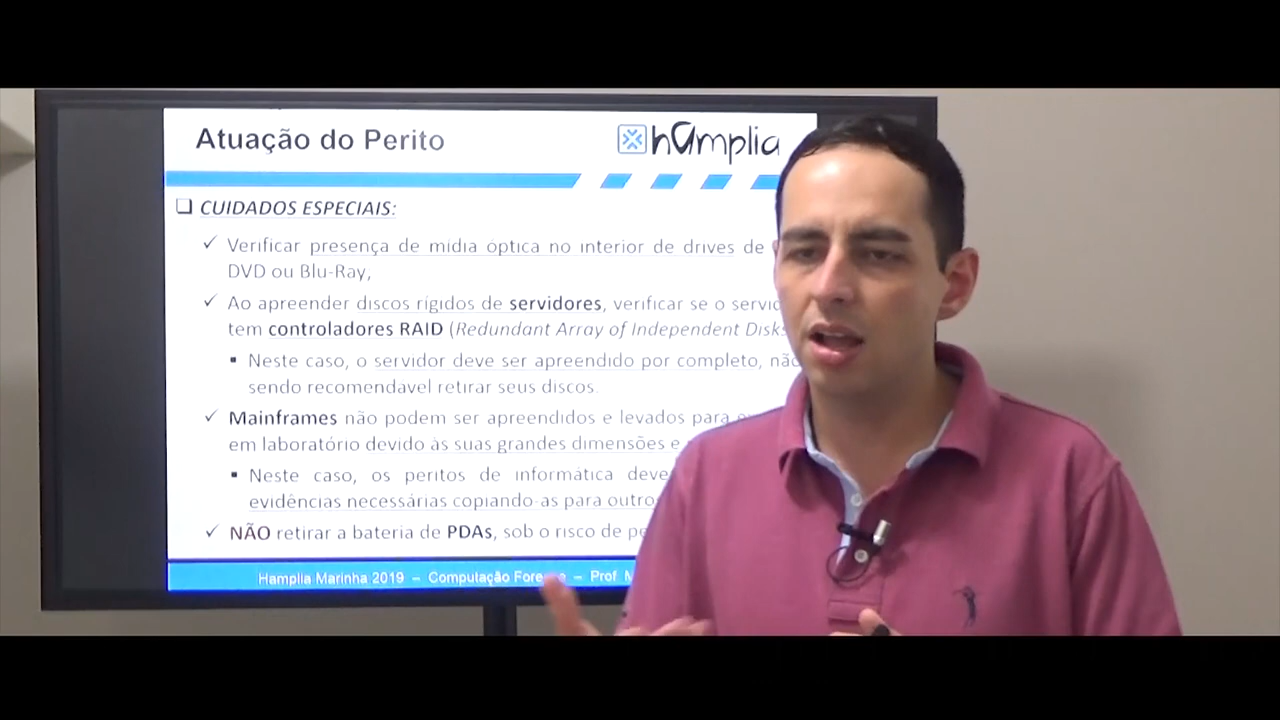 Atuação do Perito
hamplia
CUIDADOS ESPECIAIS:
Verificar presença de mídia óptica no interior de drives de
DVD ou Blu-Ray,
Ao apreender discos rígidos de servidores, verificar se o
tem controladores RAID (Redundant Array of Independent Disks
Neste caso, o servidor deve ser apreendido por completo, não
sendo recomendavel retirar seus discos.
Mainframes não podem ser apreendidos e levados para
em laboratório devido às suas grandes dimensões e
Neste caso, os peritos de informática
evidências necessárias copiando-as para
NÃO retirar a bateria de PDAs, sob o risco de
Hamplia Marinha 2019 – Computação – Prof.